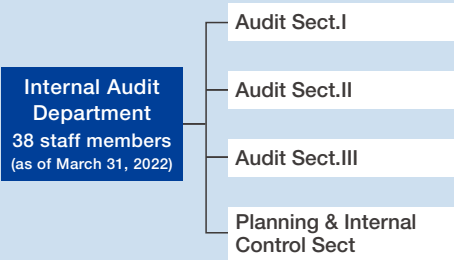 Internal Audit
Department
38 staff members
(as of March 31, 2022)
Audit Sect.I
Audit Sect.II
Audit Sect.III
Planning & Internal
Control Sect